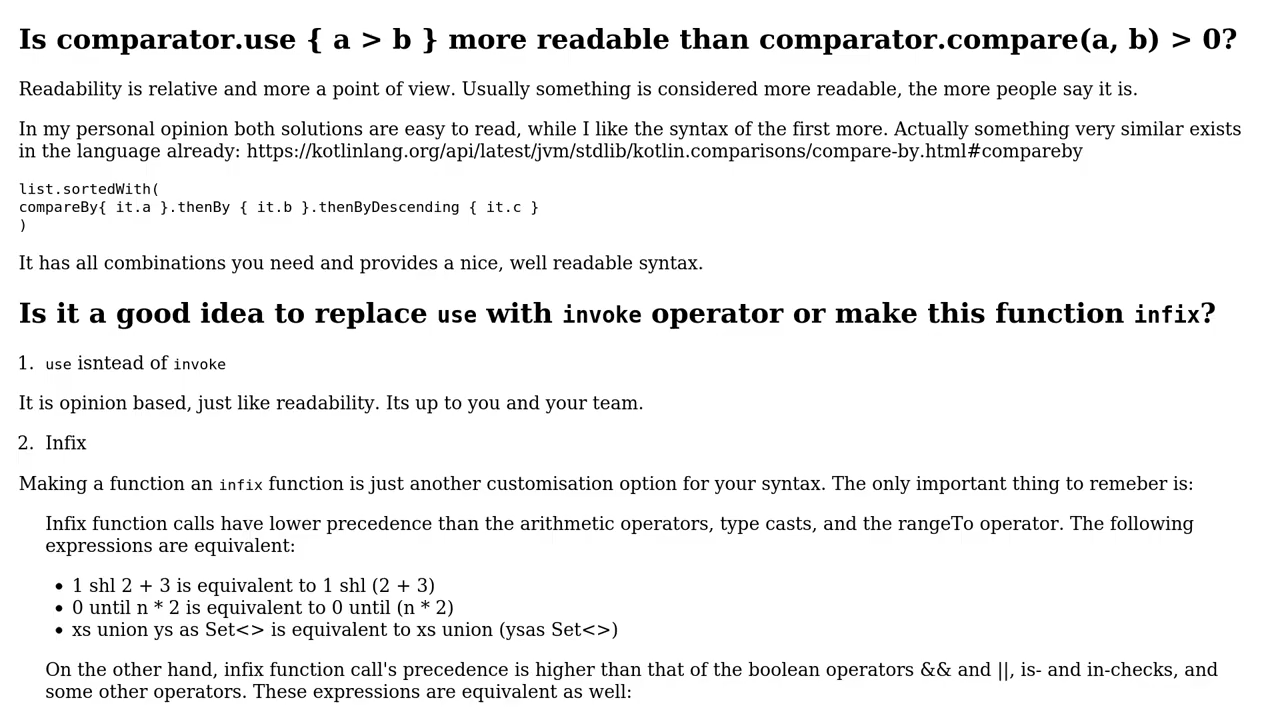 Is comparator.use { a > b } more readable than comparator.compare(a, b) > 0?
Readability is relative and more a point of view. Usually something is considered more readable, the more people say it is.
In my personal opinion both solutions are easy to read, while I like the syntax of the first more. Actually something very similar exists
in the language already: https://kotlinlang.org/api/latest/jvm/stdlib/kotlin.comparisons/compare-by.html#compareby
list.sortedWith(
compareBy{ it.a }.thenBy { it.b }.thenByDescending { it.c }
)
It has all combinations you need and provides a nice, well readable syntax.
Is it a good idea to replace use with invoke operator or make this function infix?
1. use isntead of invoke
It is opinion based, just like readability. Its up to you and your team.
2. Infix
Making a function an infix function is just another customisation option for your syntax. The only important thing to remeber is:
Infix function calls have lower precedence than the arithmetic operators, type casts, and the rangeTo operator. The following
expressions are equivalent:
• 1 shl 2 + 3 is equivalent to 1 shl (2 + 3)
• 0 until n * 2 is equivalent to 0 until (n * 2)
• xs union ys as Set<> is equivalent to xs union (ysas Set<>)
On the other hand, infix function call's precedence is higher than that of the boolean operators && and ||, is- and in-checks, and
some other operators. These expressions are equivalent as well: